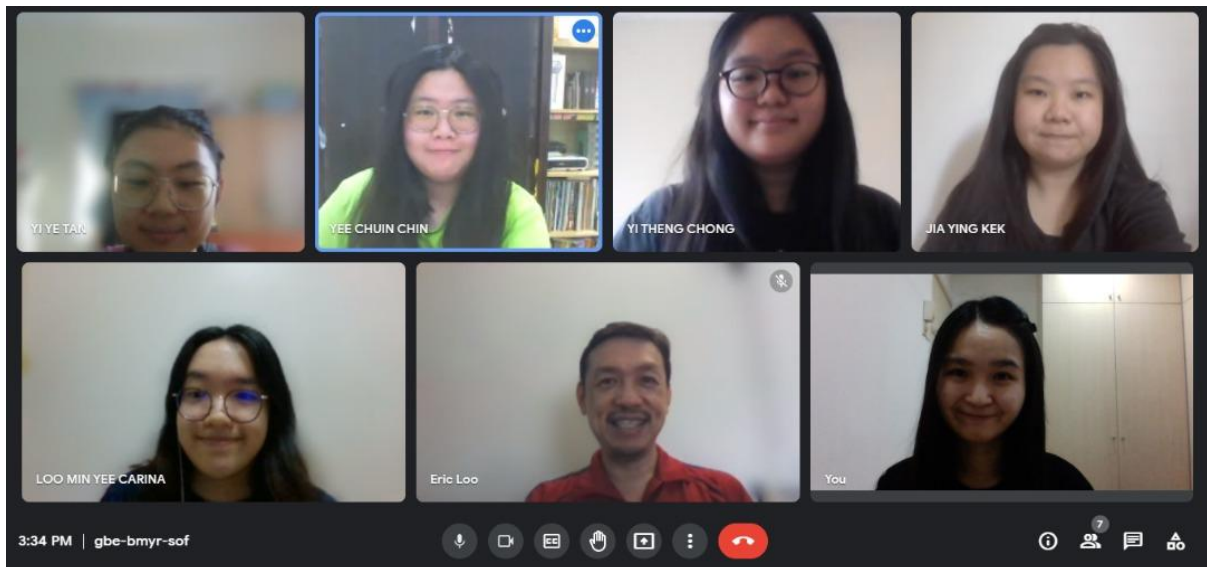 YI YE TAN
YEE CHUIN CHIN
YI THENG CHONG
JIA YING KEK
LOO MIN YEE CARINA
Eric Loo
You
3:34 PM | gbe-bmyr-sof
CC
7